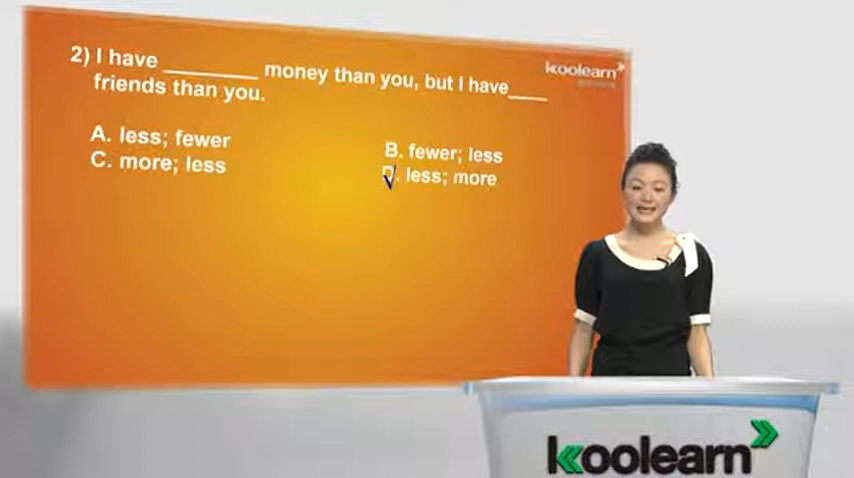 2) I have ________ money than you, but I have____
friends than you.
koolearn
A. less; fewer
B. fewer; less
C. more; less
D. less; more
koolearn